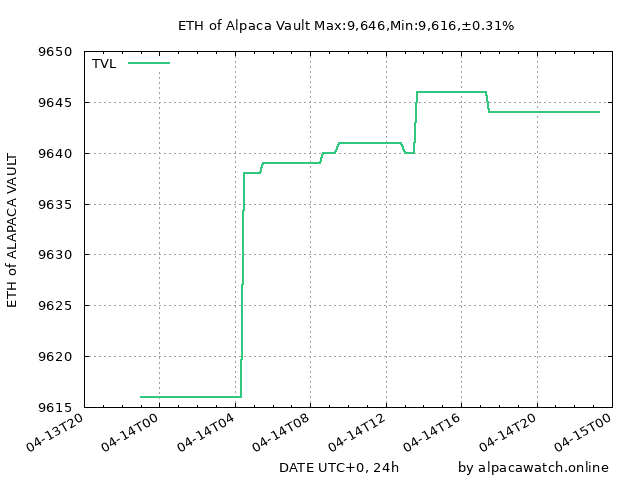 ETH of Alpaca Vault Max:9,646,Min:9,616,±0.31%
TVL
9650
9645
9640
9635
9630
9625
9620
9615
ETH of ALAPACA VAULT
04-13T20
04-14T00
04-14T04
04-14T08
04-14T12
04-14T16
04-14T20
04-15T00
DATE UTC+0, 24h
by alpacawatch.online